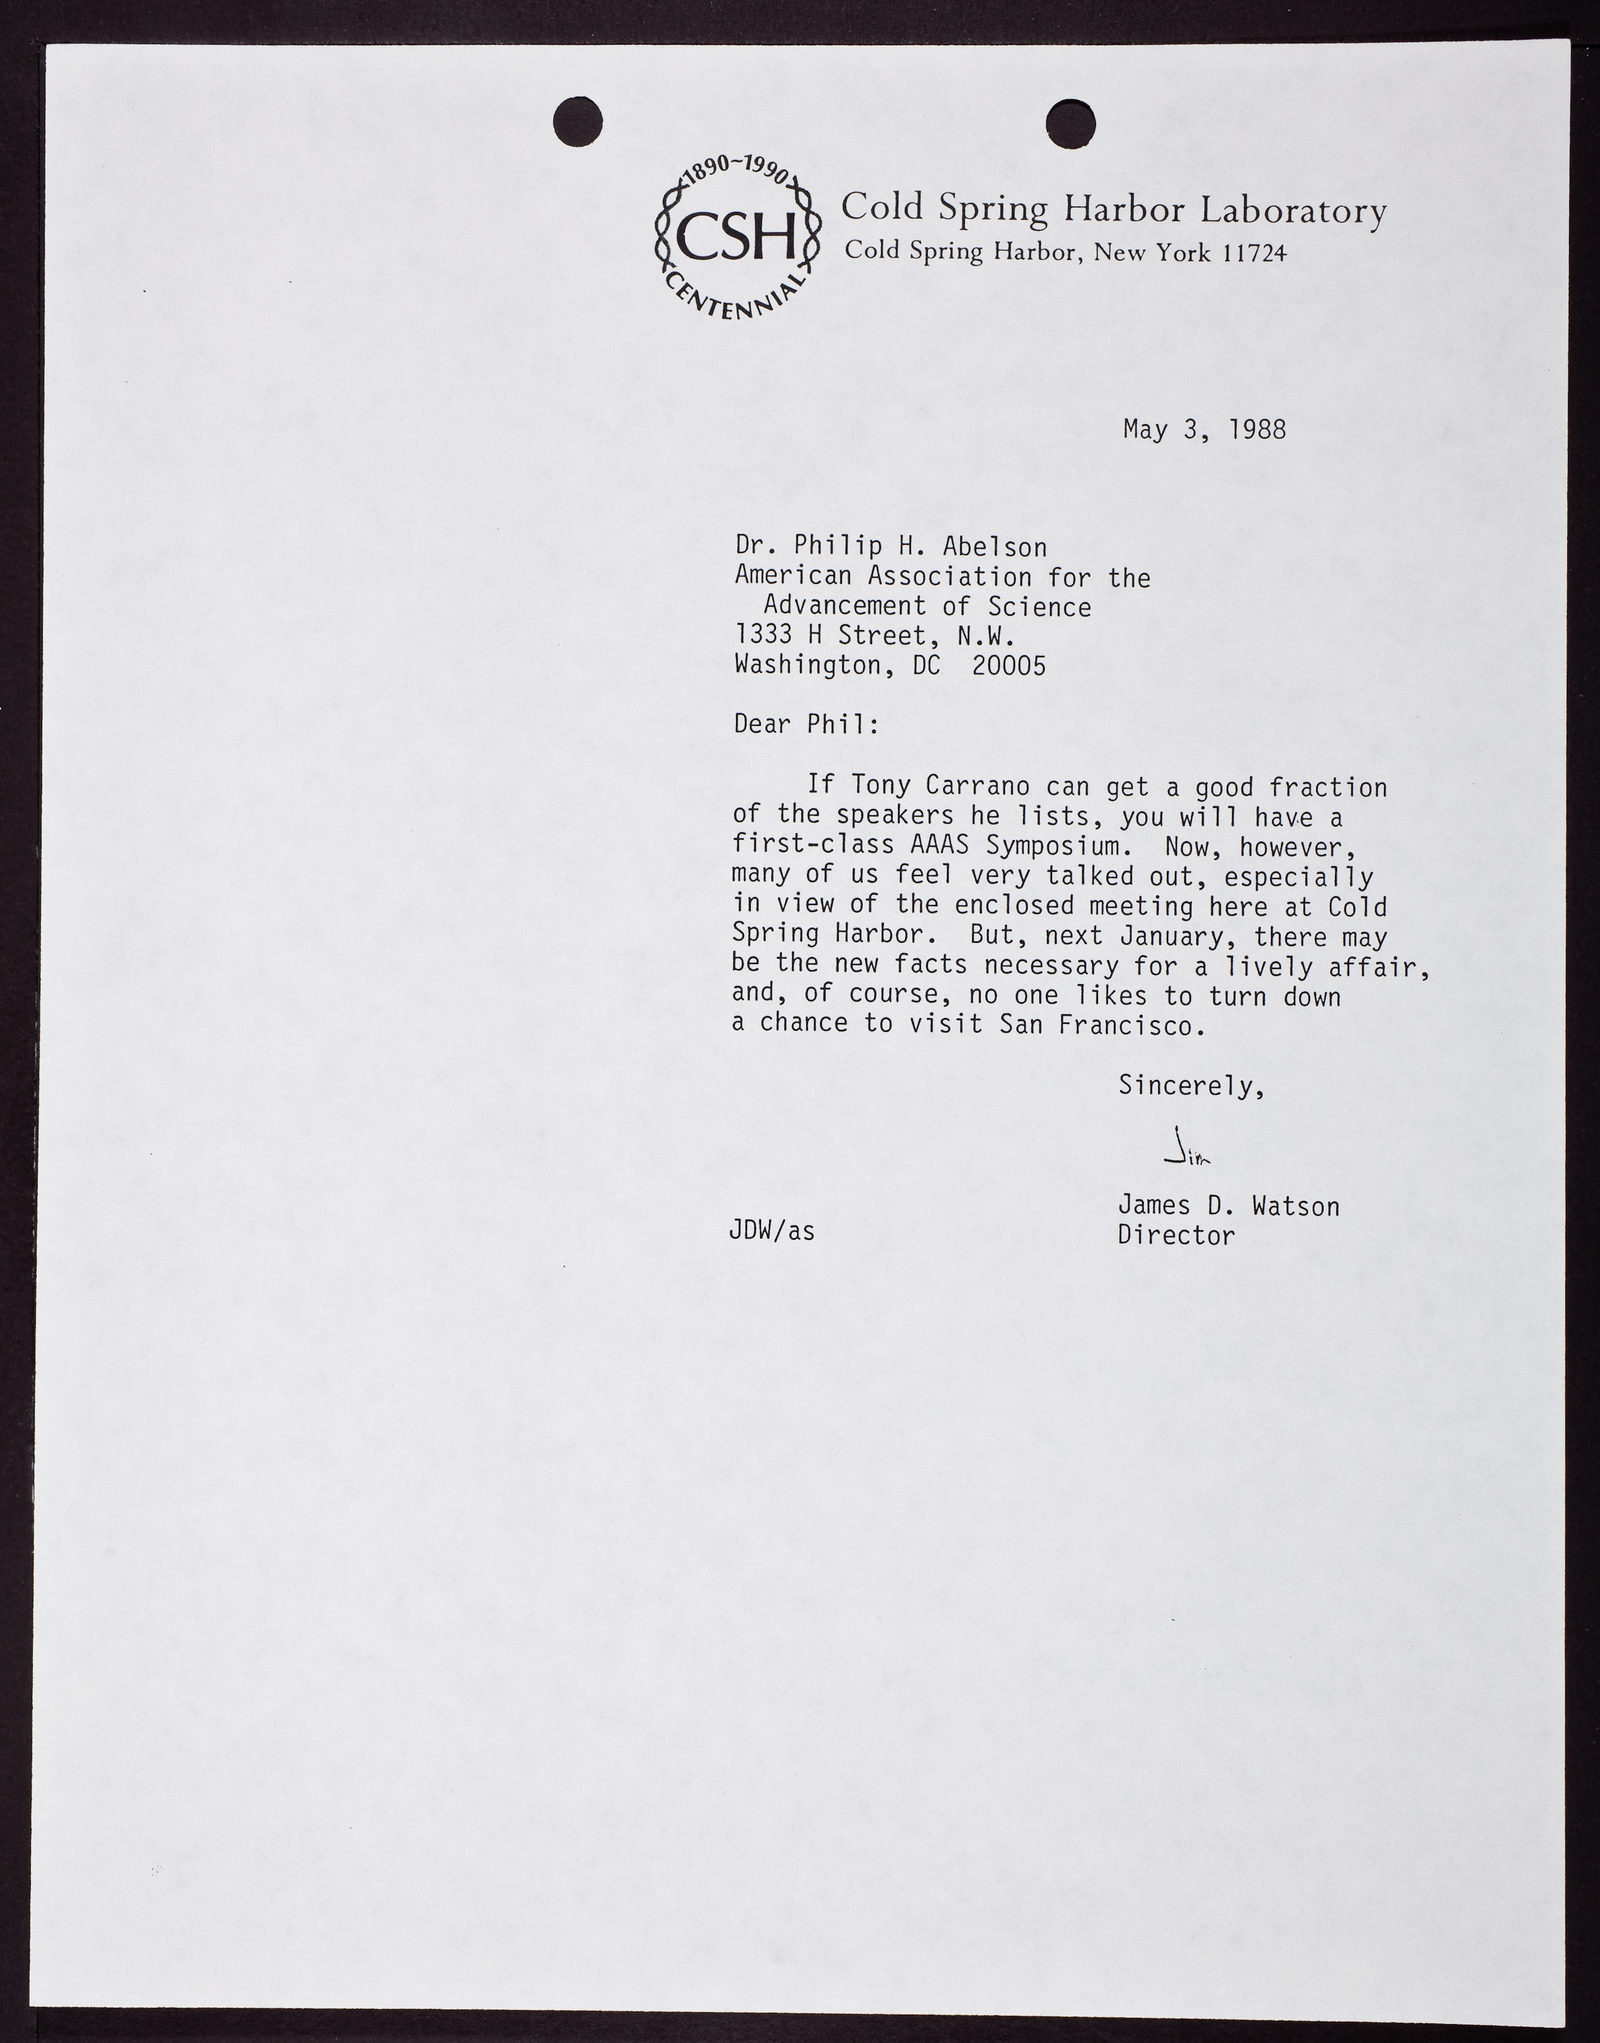 1890~1990
CSH
CENTENNIAL
Cold Spring Harbor Laboratory
Cold Spring Harbor, New York 11724
May 3, 1988
Dr. Philip H. Abelson
American Association for the
Advancement of Science
1333 H Street, N.W.
Washington, DC  20005
Dear Phil:
If Tony Carrano can get a good fraction
of the speakers he lists, you will have a
first-class AAAS Symposium.  Now, however,
many of us feel very talked out, especially
in view of the enclosed meeting here at Cold
Spring Harbor.  But, next January, there may
be the new facts necessary for a lively affair,
and, of course, no one likes to turn down
a chance to visit San Francisco.
Sincerely,
Jim
James D. Watson
Director
JDW/as